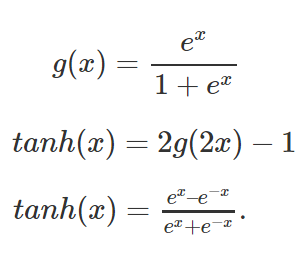 g(x) = e^x / (1 + e^x)
tanh(x) = 2g(2x) − 1
tanh(x) = (e^x−e^−x) / (e^x+e^−x).